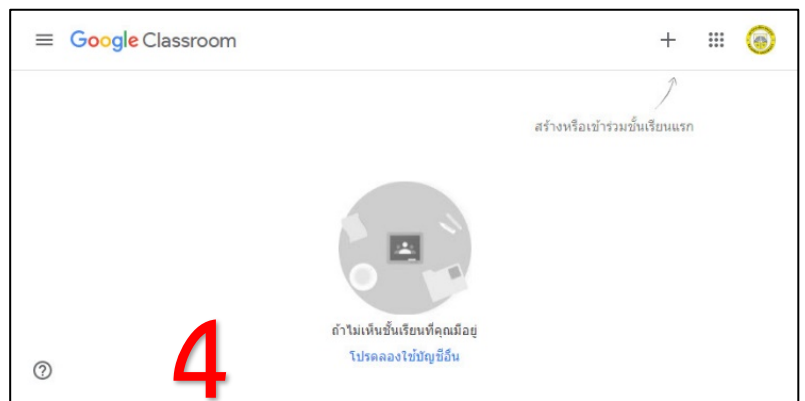 Google Classroom
สร้างหรือเข้าร่วมชั้นเรียนแรก
ถ้าไม่เห็นชั้นเรียนที่คุณมีอยู่
โปรดลองใช้บัญชีอื่น
4